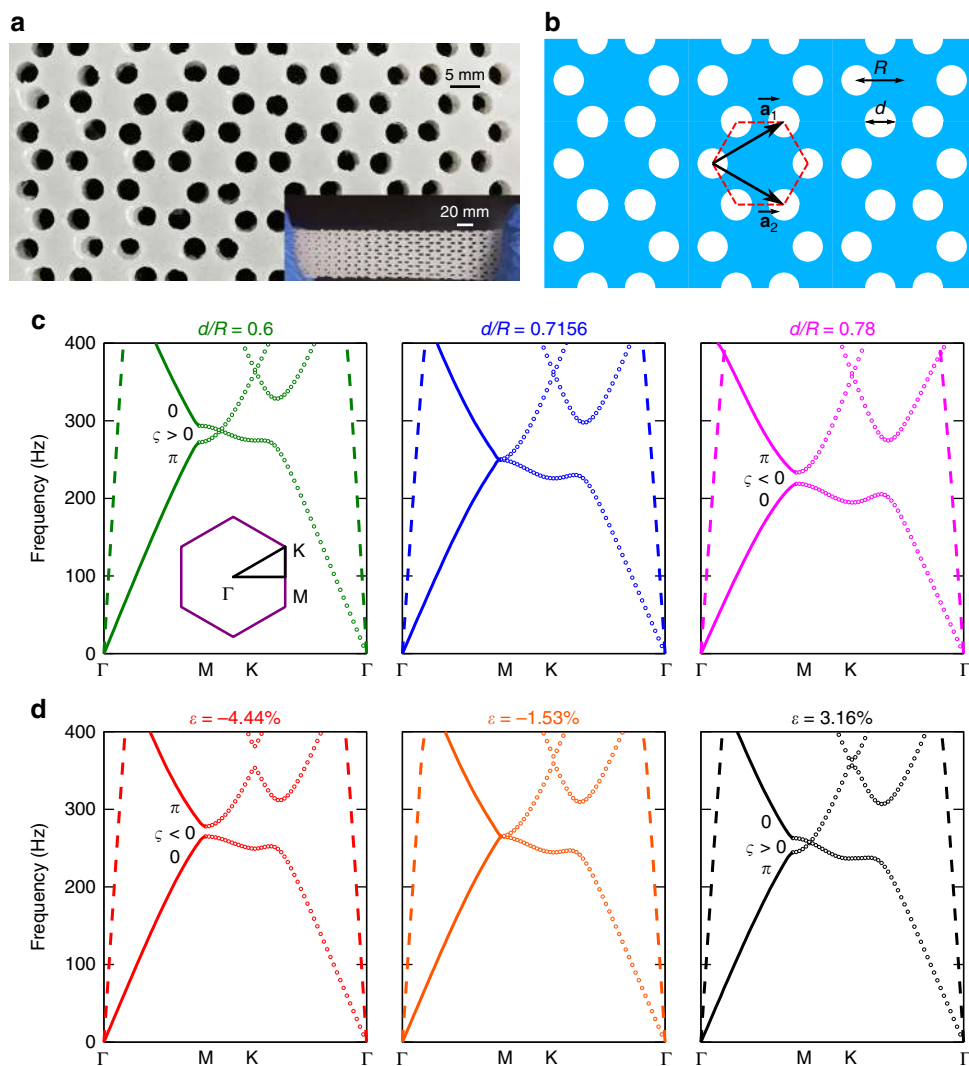 a
5 mm
20 mm
b
R
d
a₁
a₂
c
d/R = 0.6
d/R = 0.7156
d/R = 0.78
Frequency (Hz)
400
300
200
100
0
0
ς > 0
π
K
Γ
M
π
ς < 0
0
Γ M K Γ
Γ M K Γ
Γ M K Γ
d
ε = −4.44%
ε = −1.53%
ε = 3.16%
Frequency (Hz)
400
300
200
100
0
π
ς < 0
0
0
ς > 0
π
Γ M K Γ
Γ M K Γ
Γ M K Γ